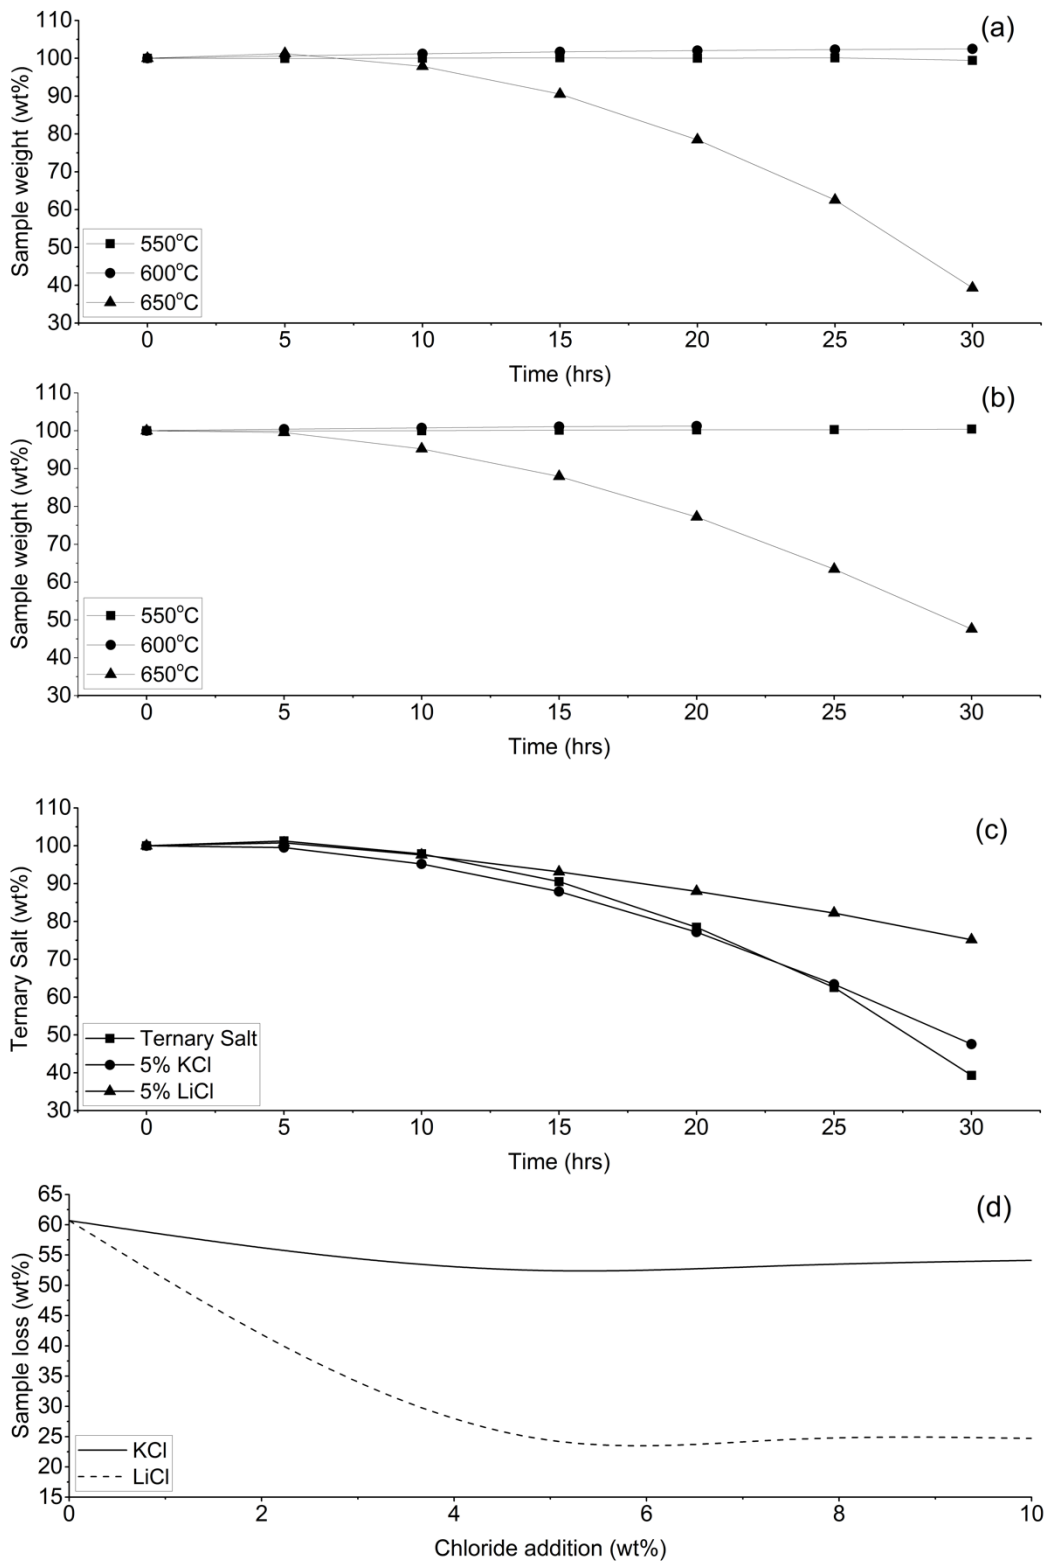 (a)
Sample weight (wt%)
110
100
90
80
70
60
50
40
30
550°C
600°C
650°C
0 5 10 15 20 25 30
Time (hrs)
(b)
Sample weight (wt%)
110
100
90
80
70
60
50
40
30
550°C
600°C
650°C
0 5 10 15 20 25 30
Time (hrs)
(c)
Ternary Salt (wt%)
110
100
90
80
70
60
50
40
30
Ternary Salt
5% KCl
5% LiCl
0 5 10 15 20 25 30
Time (hrs)
(d)
Sample loss (wt%)
65
60
55
50
45
40
35
30
25
20
15
KCl
LiCl
0 2 4 6 8 10
Chloride addition (wt%)